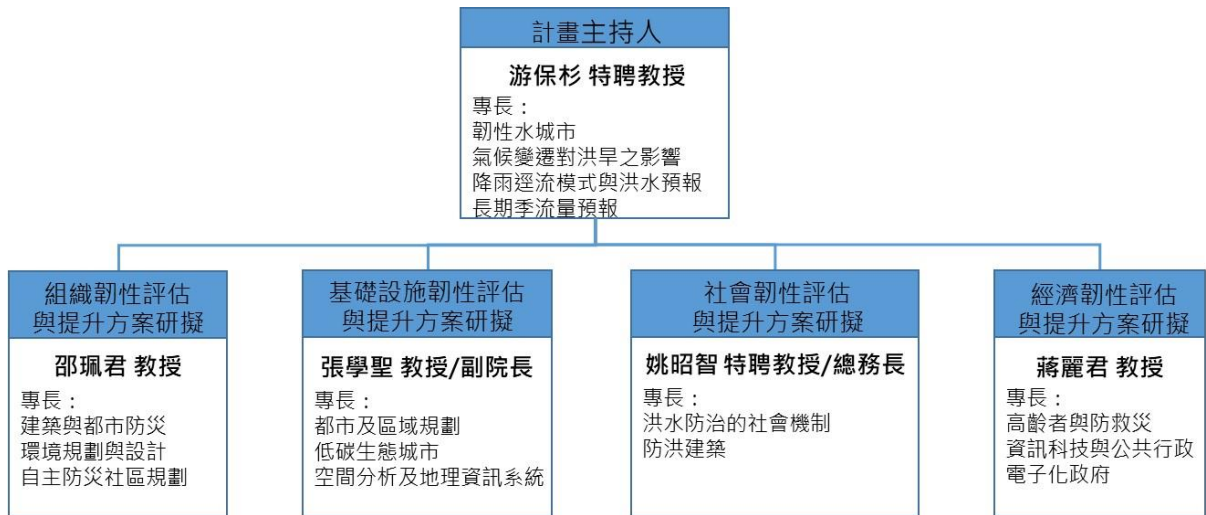 計畫主持人
游保杉 特聘教授
專長：
韌性水城市
氣候變遷對洪旱之影響
降雨逕流模式與洪水預報
長期季流量預報
組織韌性評估
與提升方案研擬
邵珮君 教授
專長：
建築與都市防災
環境規劃與設計
自主防災社區規劃
基礎設施韌性評估
與提升方案研擬
張學聖 教授/副院長
專長：
都市及區域規劃
低碳生態城市
空間分析及地理資訊系統
社會韌性評估
與提升方案研擬
姚昭智 特聘教授/總務長
專長：
洪水防治的社會機制
防洪建築
經濟韌性評估
與提升方案研擬
蔣麗君 教授
專長：
高齡者與防救災
資訊科技與公共行政
電子化政府